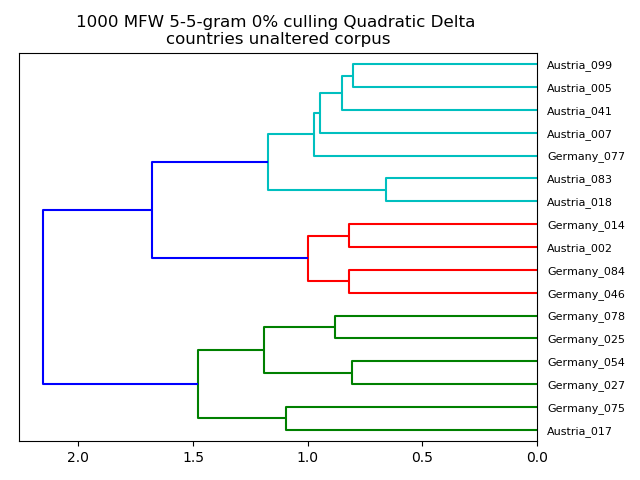 1000 MFW 5-5-gram 0% culling Quadratic Delta
countries unaltered corpus
Austria_099
Austria_005
Austria_041
Austria_007
Germany_077
Austria_083
Austria_018
Germany_014
Austria_002
Germany_084
Germany_046
Germany_078
Germany_025
Germany_054
Germany_027
Germany_075
Austria_017
2.0 1.5 1.0 0.5 0.0